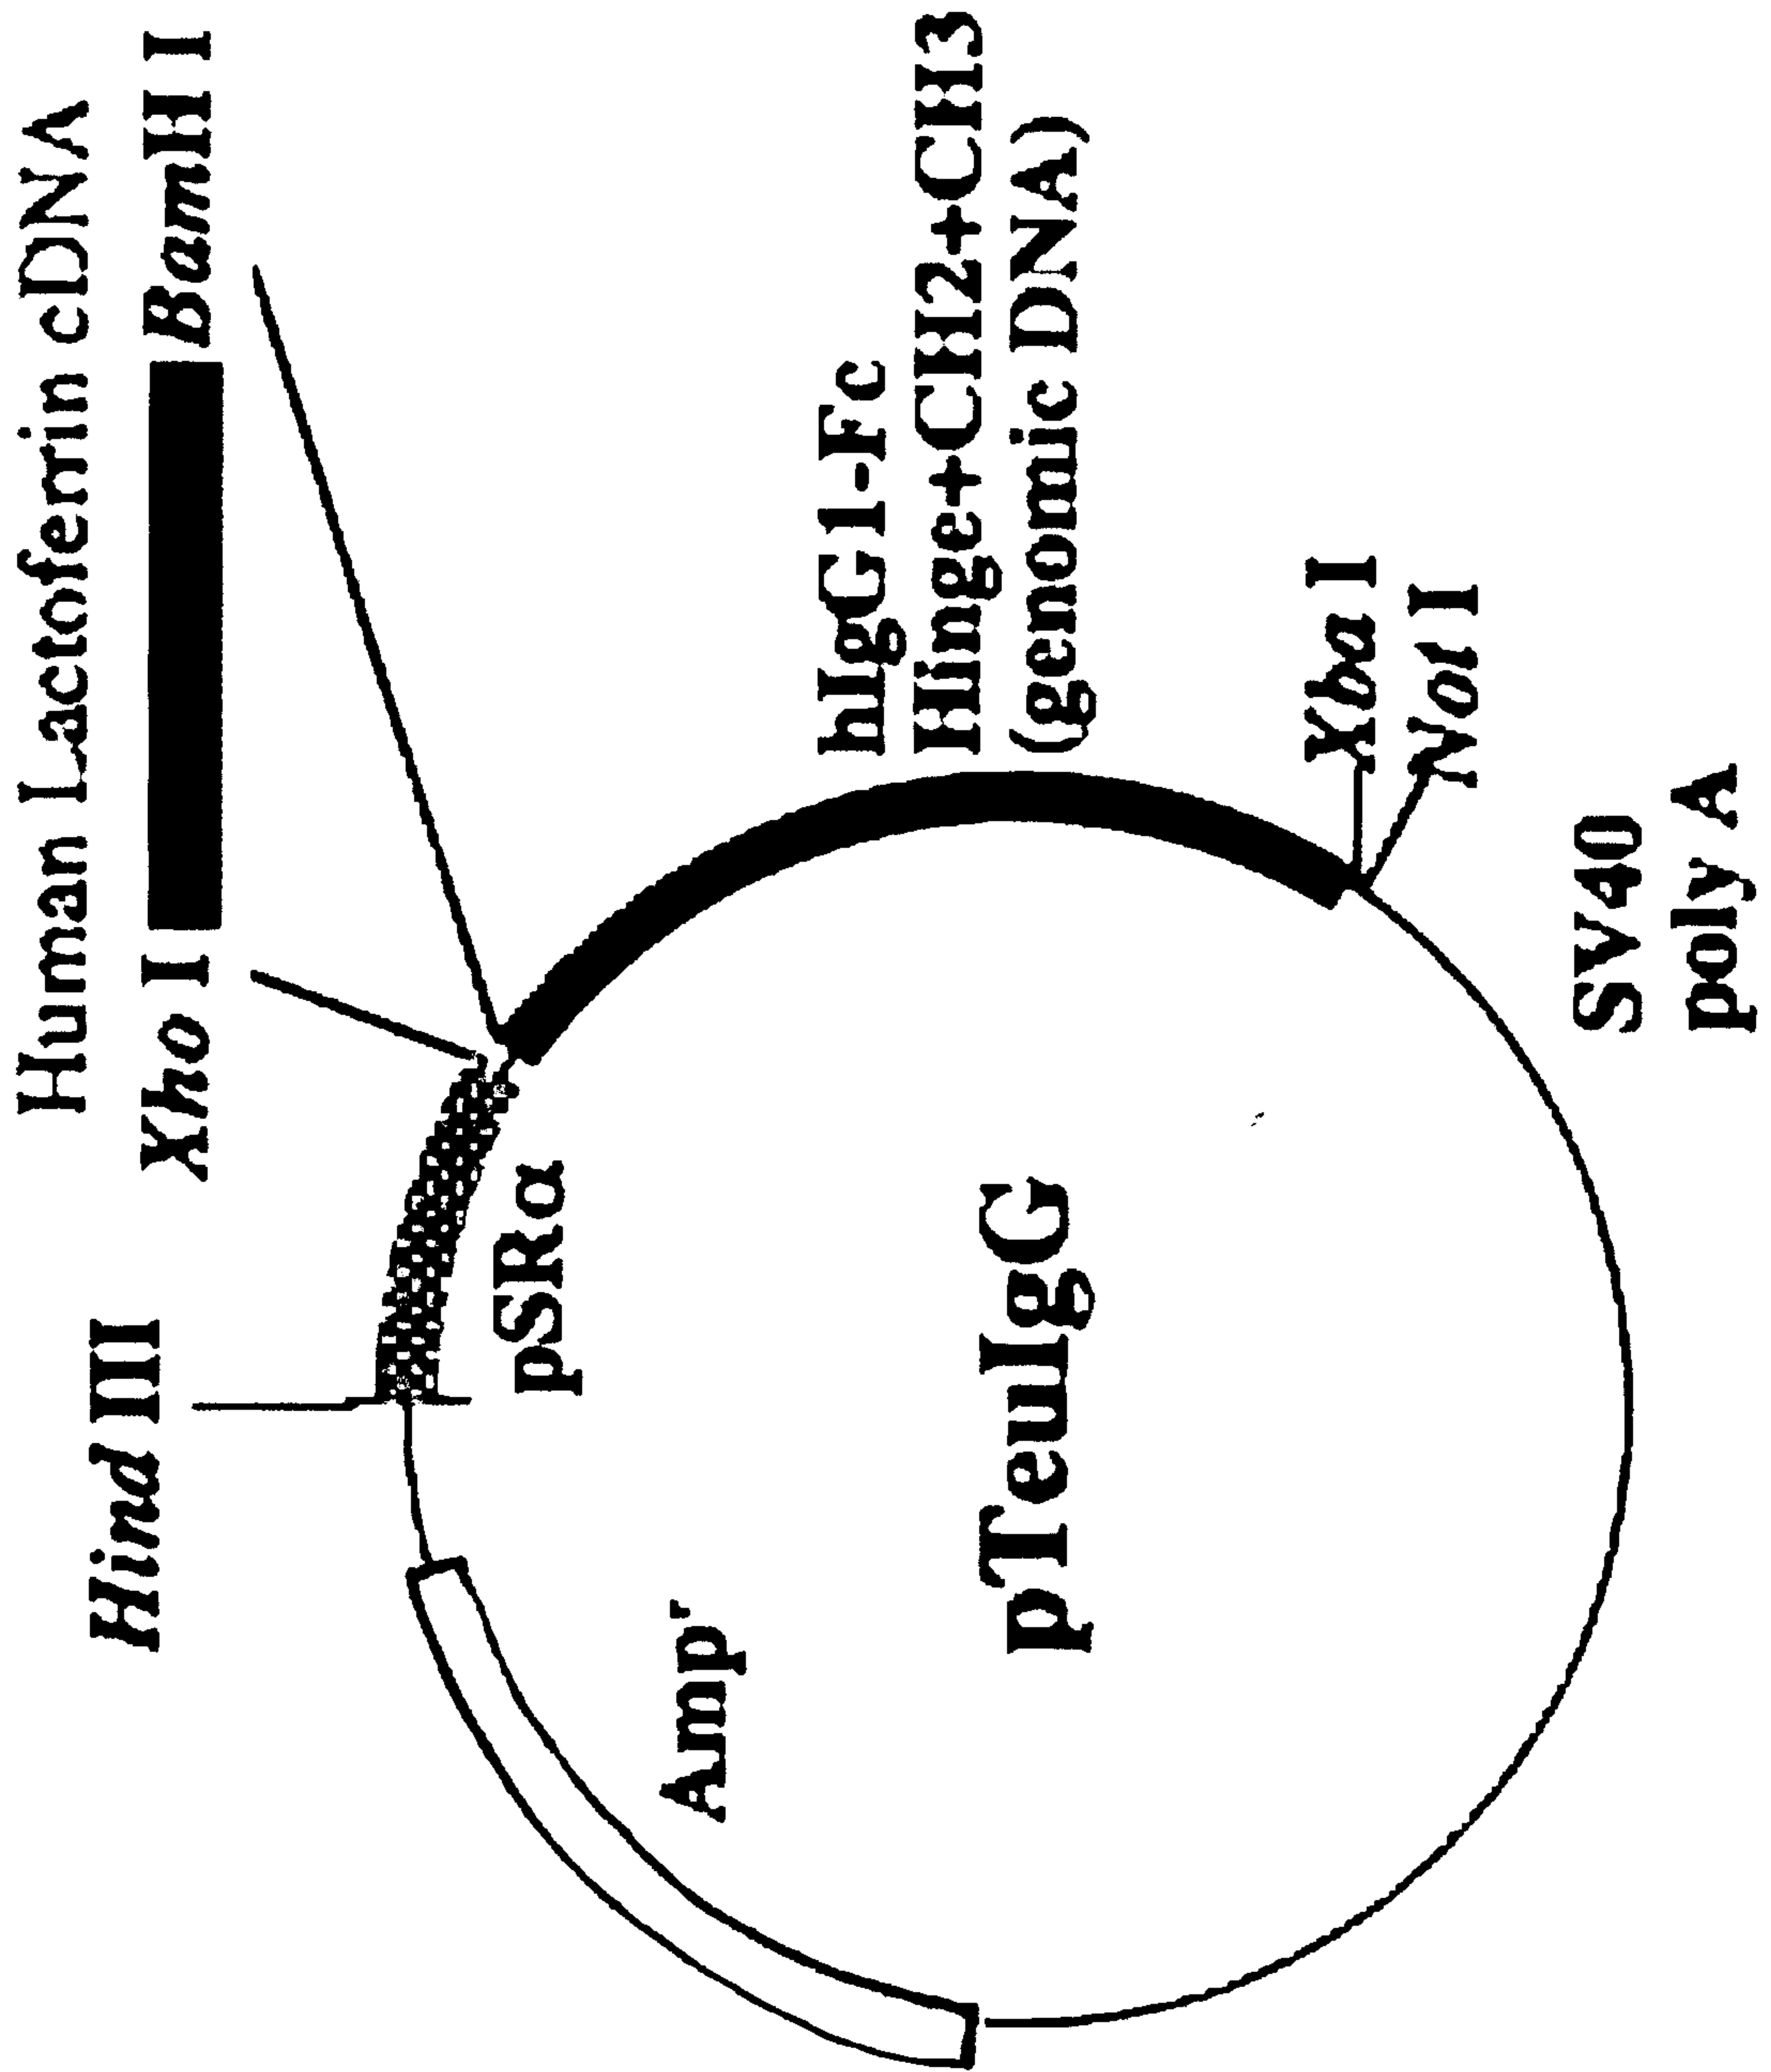 Human Lactoferrin cDNA
Xho I
BamH I
Hind III
pSRα
hIgG1-Fc
Hinge+CH2+CH3
(genomic DNA)
Ampʳ
pTeuIgG
Xba I
Not I
SV40
poly A